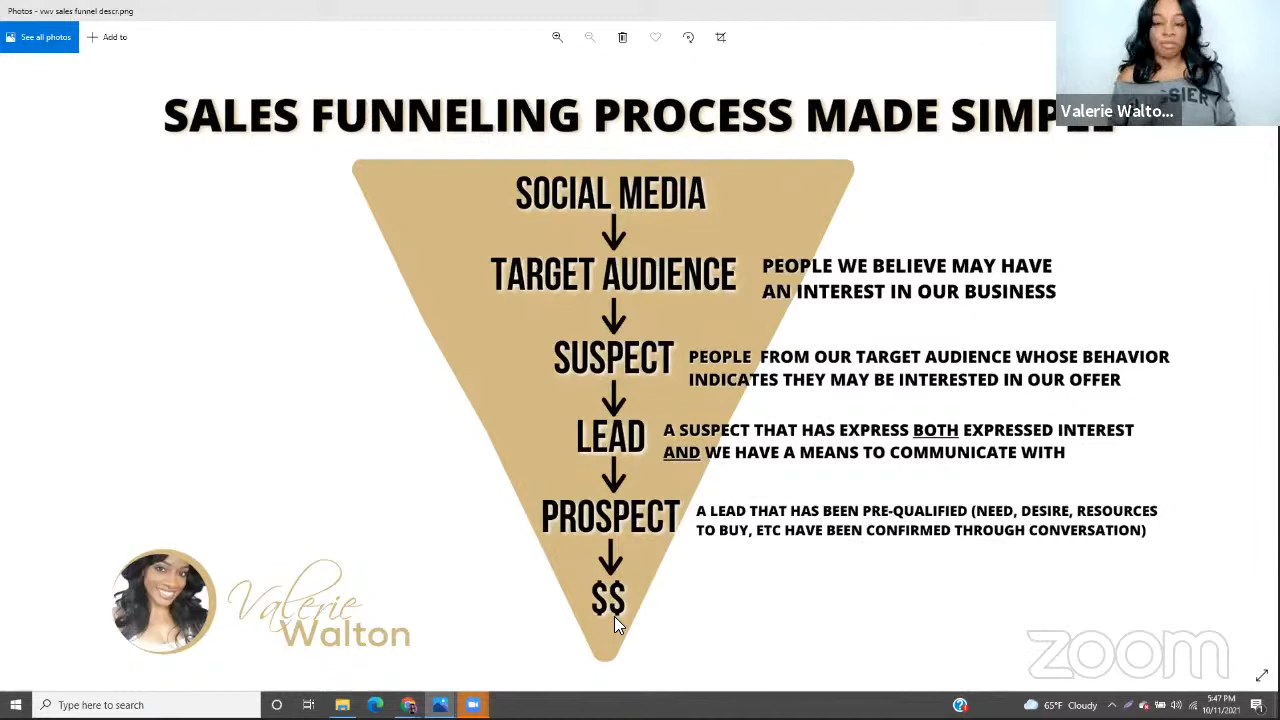 Photos - vwv sales funnel descr.png
See all photos
Add to
Valerie Walto...
SALES FUNNELING PROCESS MADE SIMPLE
SOCIAL MEDIA
TARGET AUDIENCE
PEOPLE WE BELIEVE MAY HAVE
AN INTEREST IN OUR BUSINESS
SUSPECT
PEOPLE FROM OUR TARGET AUDIENCE WHOSE BEHAVIOR
INDICATES THEY MAY BE INTERESTED IN OUR OFFER
LEAD
A SUSPECT THAT HAS EXPRESS BOTH EXPRESSED INTEREST
AND WE HAVE A MEANS TO COMMUNICATE WITH
PROSPECT
A LEAD THAT HAS BEEN PRE-QUALIFIED (NEED, DESIRE, RESOURCES
TO BUY, ETC HAVE BEEN CONFIRMED THROUGH CONVERSATION)
$$
Valerie
Walton
zoom
Type here to search
65°F Cloudy
5:47 PM
10/11/2021